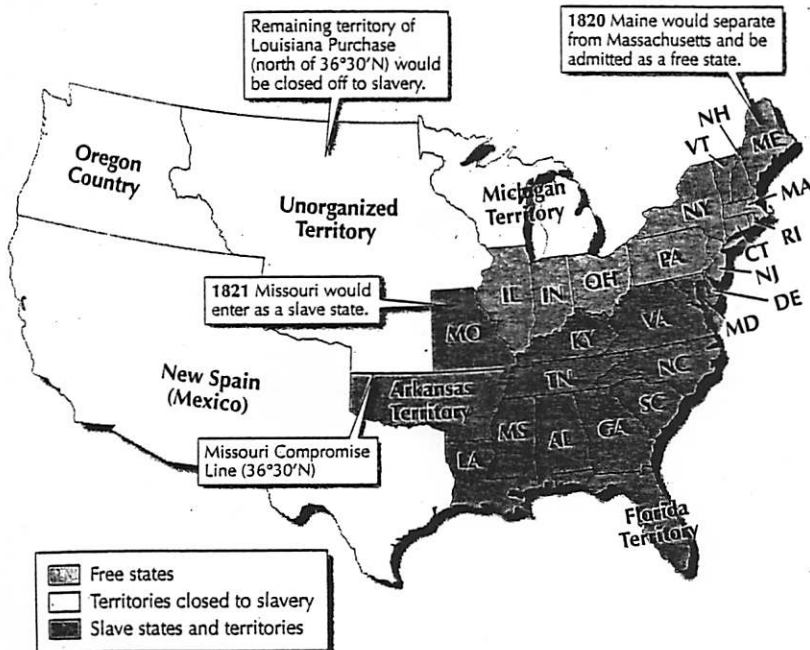 Remaining territory of
Louisiana Purchase
(north of 36°30'N) would
be closed off to slavery.
1820 Maine would separate
from Massachusetts and be
admitted as a free state.
NH
VT
ME
Oregon
Country
Unorganized
Territory
Michigan
Territory
MA
NY
RI
CT
PA
NJ
1821 Missouri would
enter as a slave state.
IL
IN
OH
DE
MD
MO
KY
VA
New Spain
(Mexico)
Arkansas
Territory
TN
NC
SC
MS
AL
GA
LA
Missouri Compromise
Line (36°30'N)
Florida
Territory
Free states
Territories closed to slavery
Slave states and territories